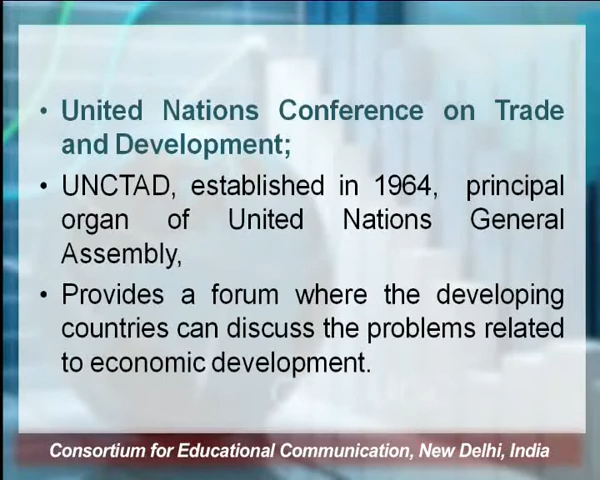 • United Nations Conference on Trade
and Development;
• UNCTAD, established in 1964, principal
organ of United Nations General
Assembly,
• Provides a forum where the developing
countries can discuss the problems related
to economic development.
Consortium for Educational Communication, New Delhi, India